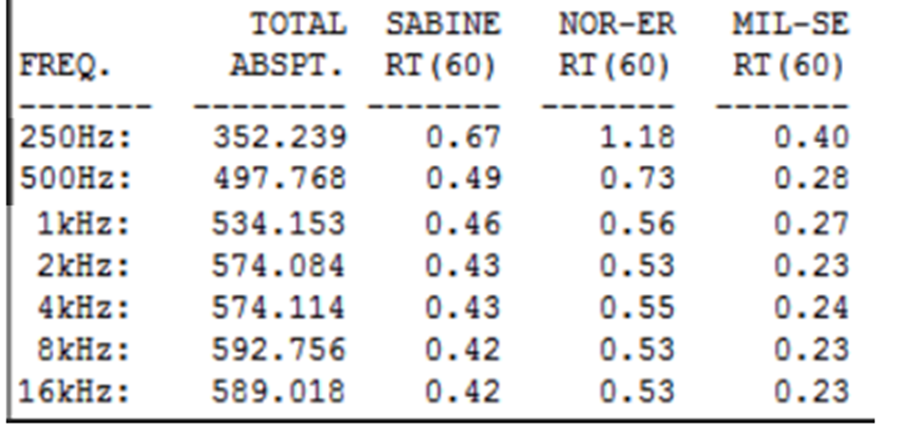 TOTAL SABINE NOR-ER MIL-SE
FREQ. ABSPT. RT(60) RT(60) RT(60)
------- -------- ------- ------- -------
250Hz: 352.239 0.67 1.18 0.40
500Hz: 497.768 0.49 0.73 0.28
1kHz: 534.153 0.46 0.56 0.27
2kHz: 574.084 0.43 0.53 0.23
4kHz: 574.114 0.43 0.55 0.24
8kHz: 592.756 0.42 0.53 0.23
16kHz: 589.018 0.42 0.53 0.23